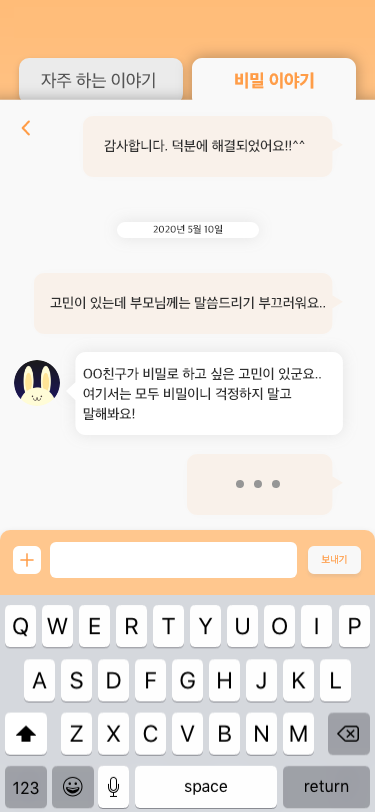 자주 하는 이야기
비밀 이야기
감사합니다. 덕분에 해결되었어요!!^^
2020년 5월 10일
고민이 있는데 부모님께는 말씀드리기 부끄러워요..
OO친구가 비밀로 하고 싶은 고민이 있군요..
여기서는 모두 비밀이니 걱정하지 말고
말해봐요!
보내기
Q W E R T Y U O I P
A S D F G H J K L
Z X C V B N M
123 space return